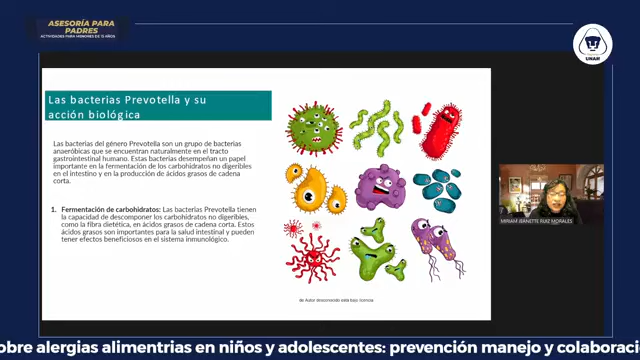 ASESORÍA PARA
PADRES
ACTIVIDADES PARA MENORES DE 15 AÑOS
UNAM
Las bacterias Prevotella y su
acción biológica
Las bacterias del género Prevotella son un grupo de bacterias
anaeróbicas que se encuentran naturalmente en el tracto
gastrointestinal humano. Estas bacterias desempeñan un papel
importante en la fermentación de los carbohidratos no digeribles
en el intestino y en la producción de ácidos grasos de cadena
corta.
1. Fermentación de carbohidratos: Las bacterias Prevotella tienen
la capacidad de descomponer los carbohidratos no digeribles,
como la fibra dietética, en ácidos grasos de cadena corta. Estos
ácidos grasos son importantes para la salud intestinal y pueden
tener efectos beneficiosos en el sistema inmunológico.
de Autor desconocido está bajo licencia
MIRIAM JEANETTE RUIZ MORALES
obre alergias alimentrias en niños y adolescentes: prevención manejo y colaboraci